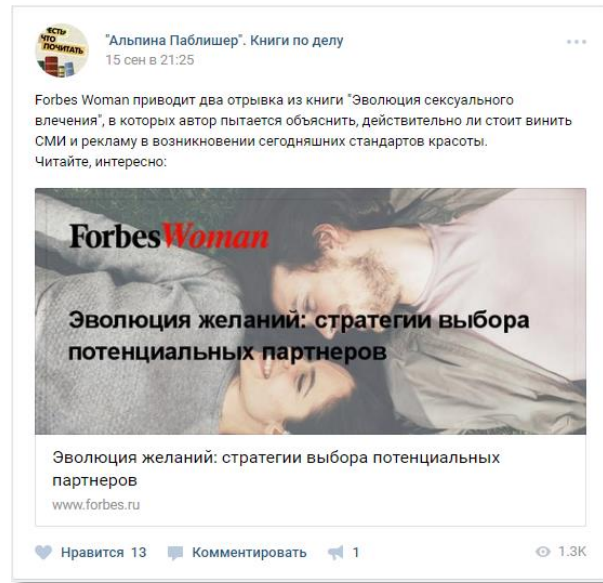 ЕСТЬ
ЧТО
ПОЧИТАТЬ
"Альпина Паблишер". Книги по делу
15 сен в 21:25
Forbes Woman приводит два отрывка из книги "Эволюция сексуального
влечения", в которых автор пытается объяснить, действительно ли стоит винить
СМИ и рекламу в возникновении сегодняшних стандартов красоты.
Читайте, интересно:
ForbesWoman
Эволюция желаний: стратегии выбора
потенциальных партнеров
Эволюция желаний: стратегии выбора потенциальных
партнеров
www.forbes.ru
Нравится 13 Комментировать 1 1.3K